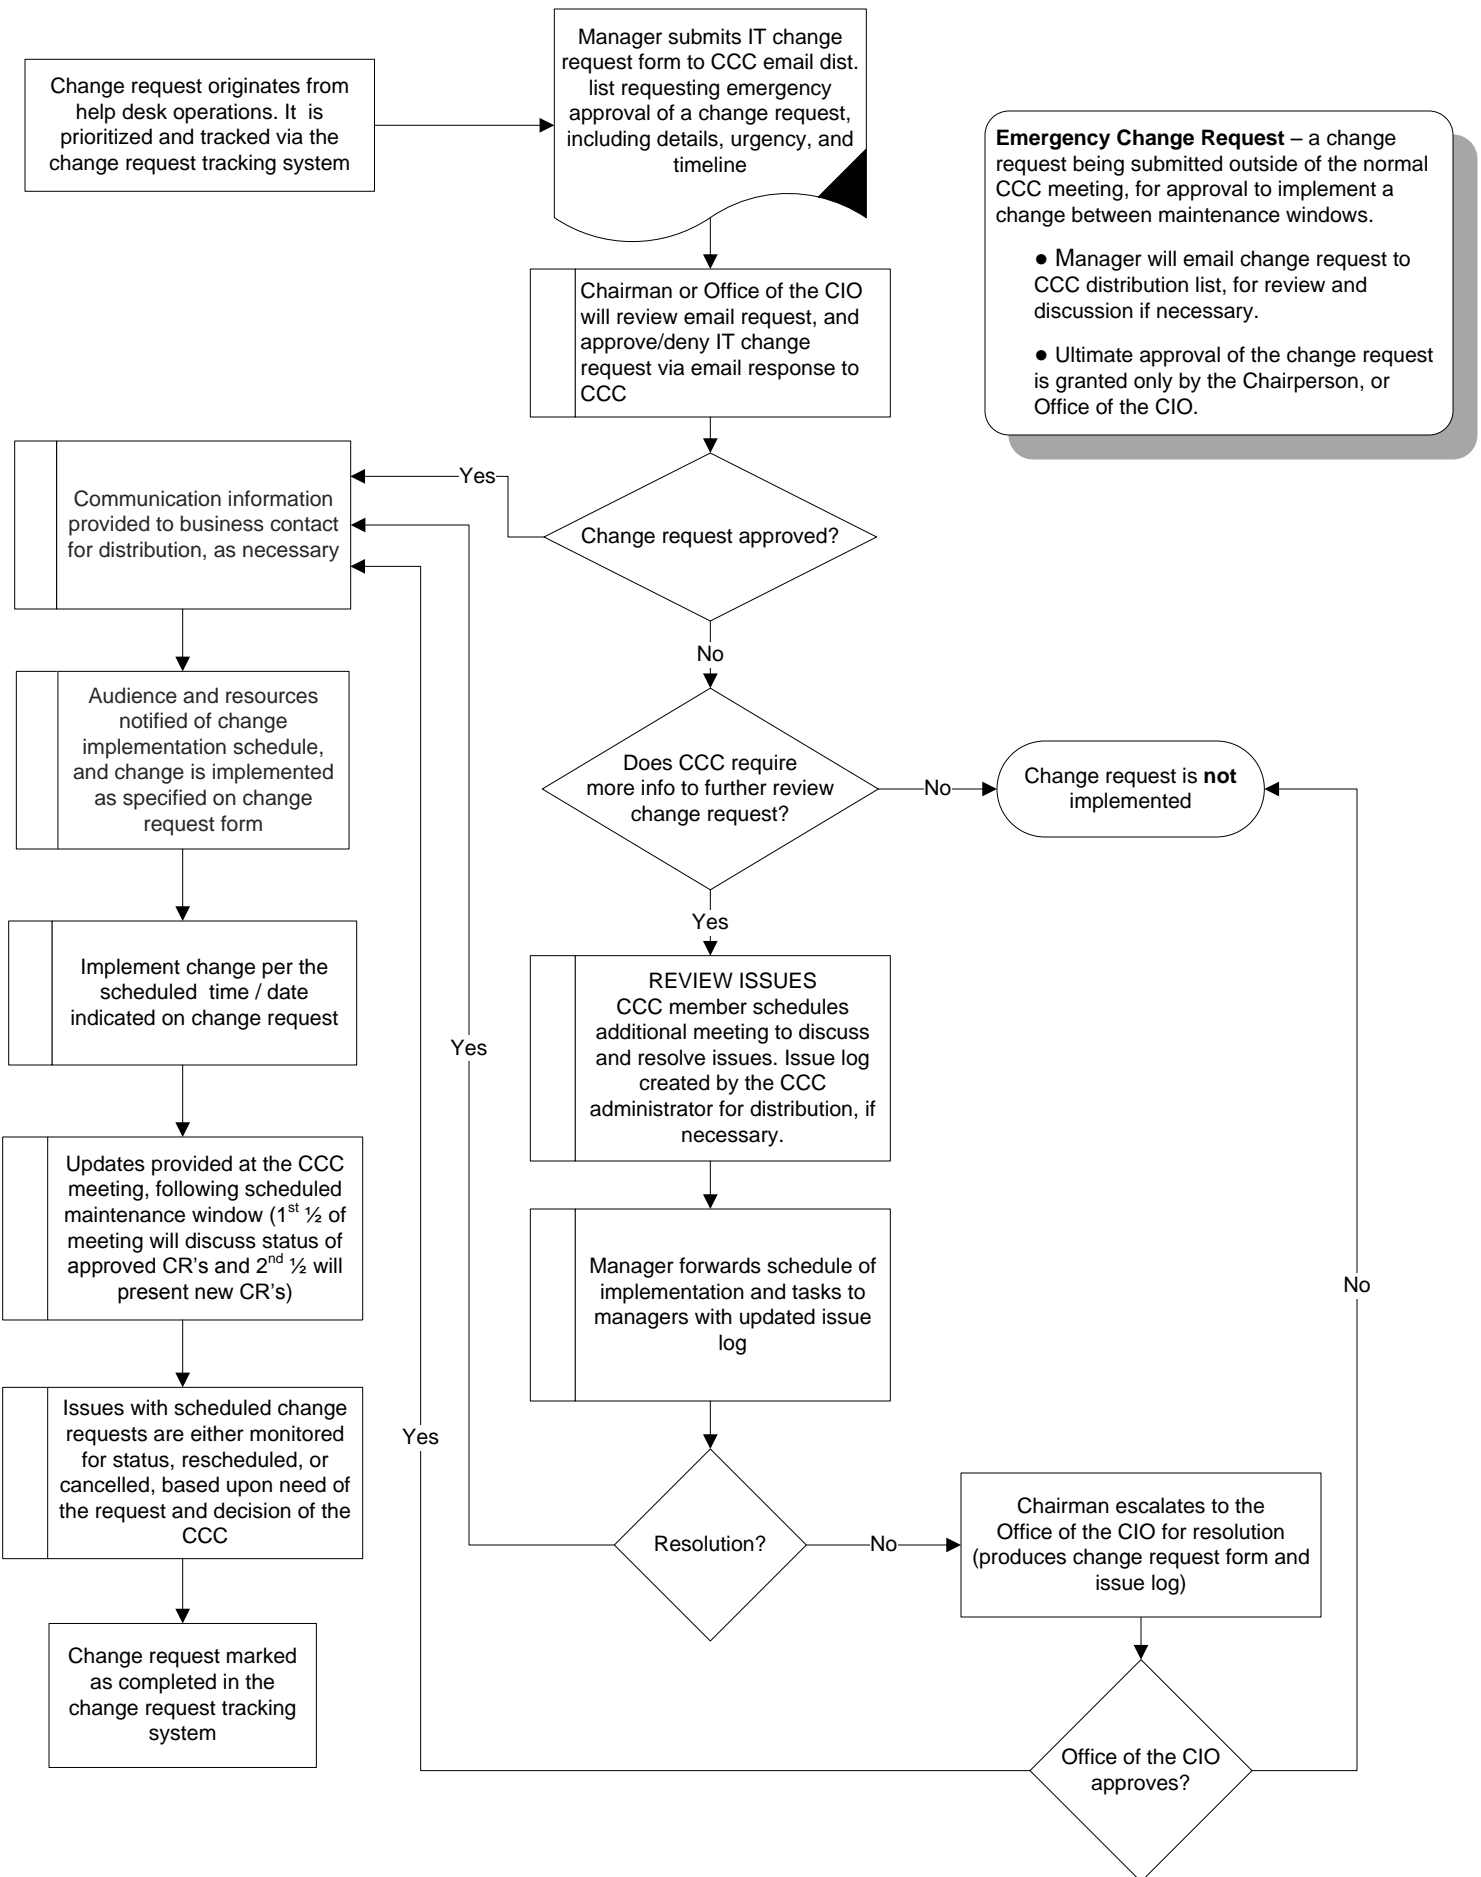 Change request originates from
help desk operations. It  is
prioritized and tracked via the
change request tracking system
Manager submits IT change
request form to CCC email dist.
list requesting emergency
approval of a change request,
including details, urgency, and
timeline
Emergency Change Request – a change
request being submitted outside of the normal
CCC meeting, for approval to implement a
change between maintenance windows.
● Manager will email change request to
CCC distribution list, for review and
discussion if necessary.
● Ultimate approval of the change request
is granted only by the Chairperson, or
Office of the CIO.
Chairman or Office of the CIO
will review email request, and
approve/deny IT change
request via email response to
CCC
Change request approved?
Yes
No
Communication information
provided to business contact
for distribution, as necessary
Audience and resources
notified of change
implementation schedule,
and change is implemented
as specified on change
request form
Implement change per the
scheduled  time / date
indicated on change request
Updates provided at the CCC
meeting, following scheduled
maintenance window (1st ½ of
meeting will discuss status of
approved CR's and 2nd ½ will
present new CR's)
Issues with scheduled change
requests are either monitored
for status, rescheduled, or
cancelled, based upon need of
the request and decision of the
CCC
Change request marked
as completed in the
change request tracking
system
Does CCC require
more info to further review
change request?
No
Change request is not
implemented
Yes
REVIEW ISSUES
CCC member schedules
additional meeting to discuss
and resolve issues. Issue log
created by the CCC
administrator for distribution, if
necessary.
Manager forwards schedule of
implementation and tasks to
managers with updated issue
log
Resolution?
Yes
No
Chairman escalates to the
Office of the CIO for resolution
(produces change request form and
issue log)
Office of the CIO
approves?
Yes
No